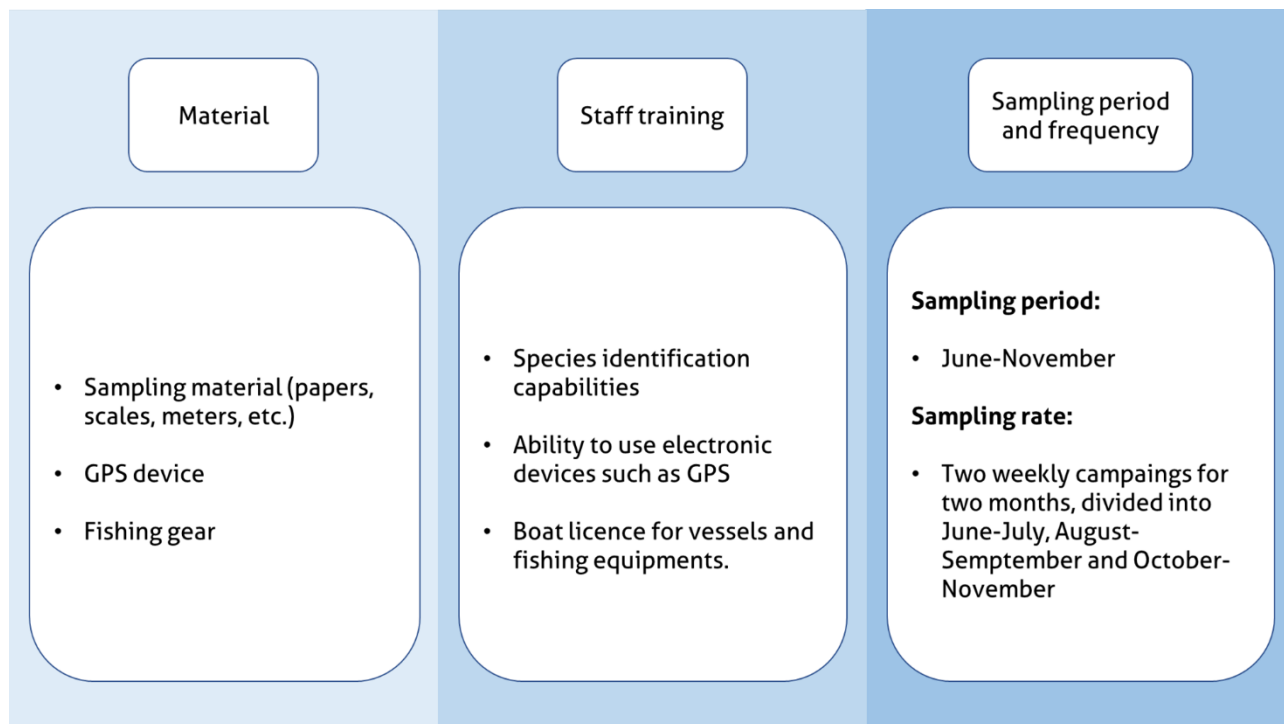 Material
• Sampling material (papers,
scales, meters, etc.)
• GPS device
• Fishing gear
Staff training
• Species identification
capabilities
• Ability to use electronic
devices such as GPS
• Boat licence for vessels and
fishing equipments.
Sampling period
and frequency
Sampling period:
• June-November
Sampling rate:
• Two weekly campaings for
two months, divided into
June-July, August-
Semptember and October-
November